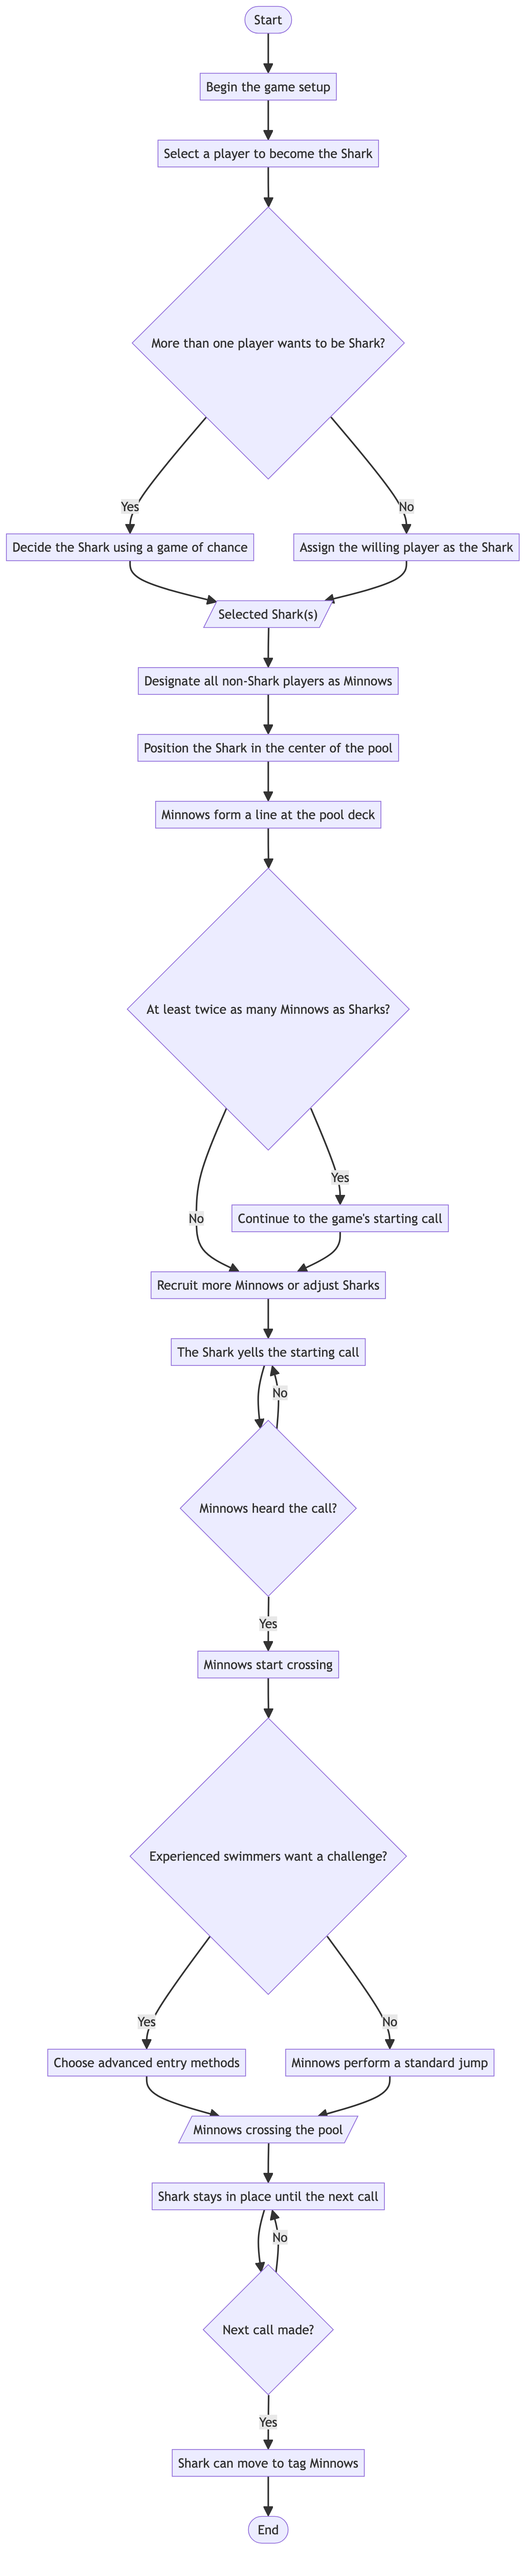 Start
Begin the game setup
Select a player to become the Shark
More than one player wants to be Shark?
Yes
No
Decide the Shark using a game of chance
Assign the willing player as the Shark
Selected Shark(s)
Designate all non-Shark players as Minnows
Position the Shark in the center of the pool
Minnows form a line at the pool deck
At least twice as many Minnows as Sharks?
Yes
No
Continue to the game's starting call
Recruit more Minnows or adjust Sharks
The Shark yells the starting call
No
Minnows heard the call?
Yes
Minnows start crossing
Experienced swimmers want a challenge?
Yes
No
Choose advanced entry methods
Minnows perform a standard jump
Minnows crossing the pool
Shark stays in place until the next call
No
Next call made?
Yes
Shark can move to tag Minnows
End